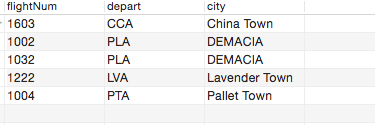 flightNum depart city
1603 CCA China Town
1002 PLA DEMACIA
1032 PLA DEMACIA
1222 LVA Lavender Town
1004 PTA Pallet Town